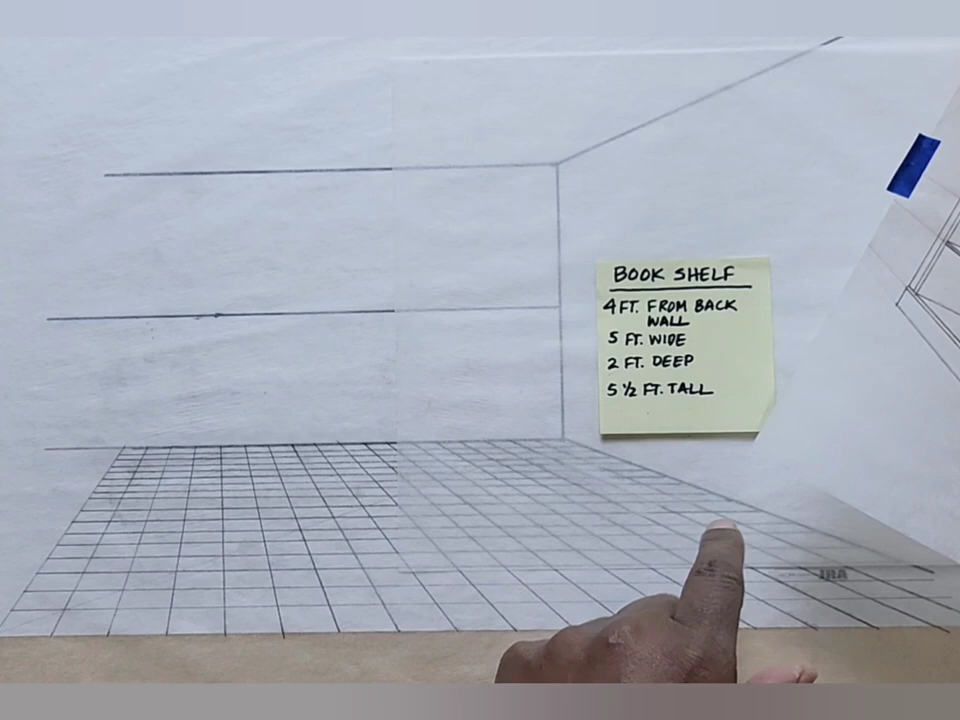 BOOK SHELF
4 FT. FROM BACK
WALL
5 FT. WIDE
2 FT. DEEP
5 1/2 FT. TALL